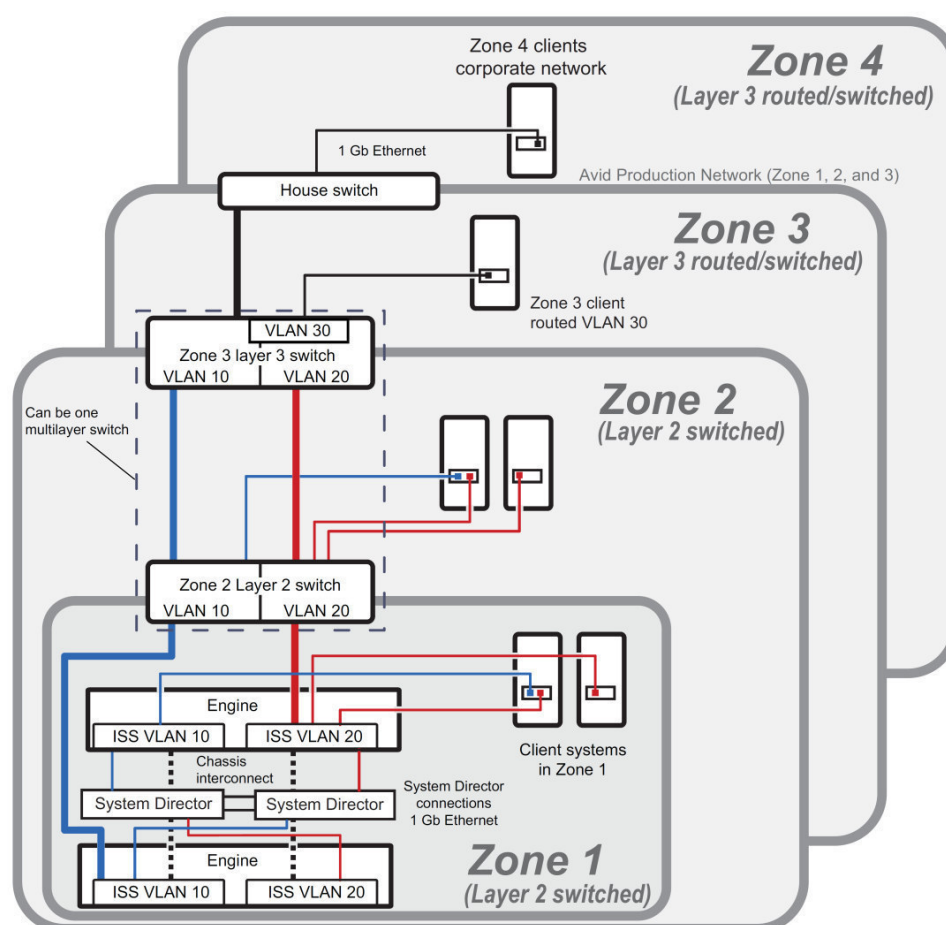 Zone 4 clients
corporate network
Zone 4
(Layer 3 routed/switched)
1 Gb Ethernet
Avid Production Network (Zone 1, 2, and 3)
House switch
Zone 3
(Layer 3 routed/switched)
Zone 3 client
routed VLAN 30
VLAN 30
Zone 3 layer 3 switch
VLAN 10
VLAN 20
Can be one
multilayer switch
Zone 2
(Layer 2 switched)
Zone 2 Layer 2 switch
VLAN 10
VLAN 20
Engine
ISS VLAN 10
ISS VLAN 20
Client systems
in Zone 1
Chassis
interconnect
System Director
System Director
System Director
connections
1 Gb Ethernet
Engine
ISS VLAN 10
ISS VLAN 20
Zone 1
(Layer 2 switched)